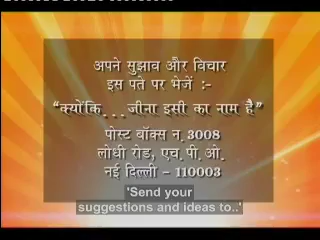 अपने सुझाव और विचार
इस पते पर भेजें :-
“क्योंकि...जीना इसी का नाम है”
पोस्ट बॉक्स न. 3008
लोधी रोड, एच.पी.ओ.
नई दिल्ली - 110003
'Send your
suggestions and ideas to..'